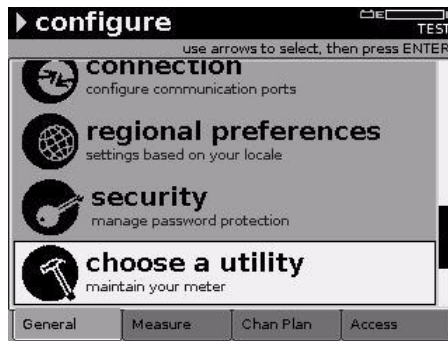 configure
E
TEST
use arrows to select, then press ENTER
connection
configure communication ports
regional preferences
settings based on your locale
security
manage password protection
choose a utility
maintain your meter
General Measure Chan Plan Access